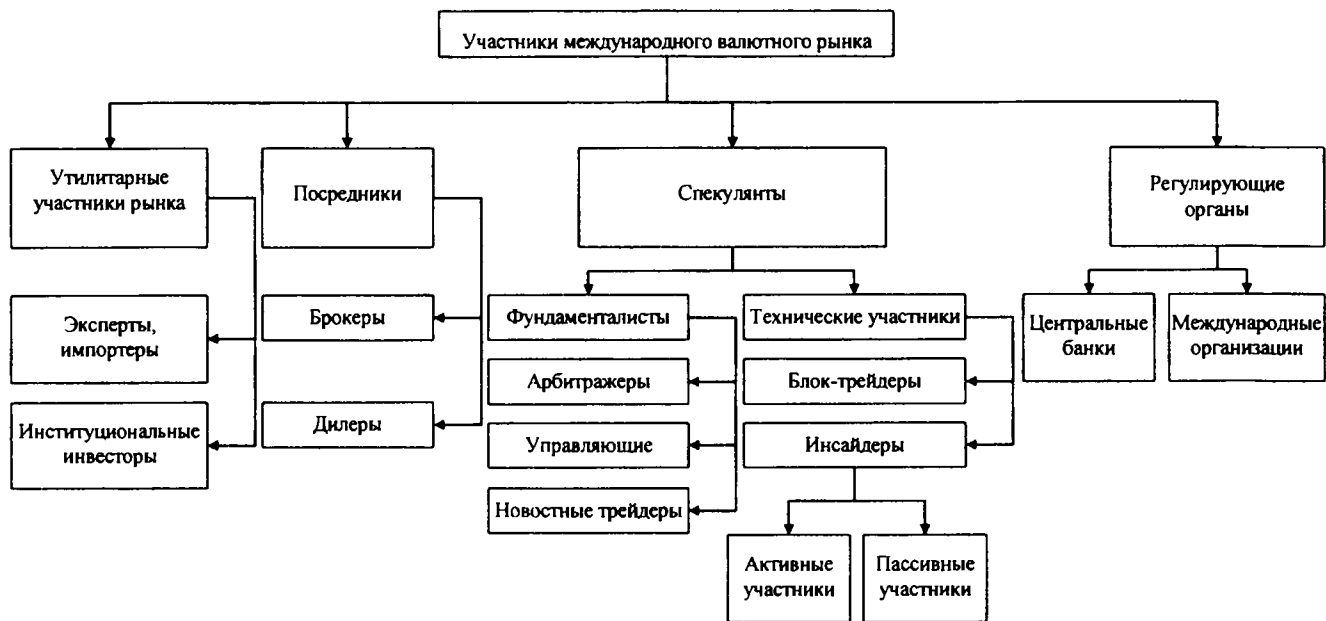 Участники международного валютного рынка
Утилитарные
участники рынка
Посредники
Спекулянты
Регулирующие
органы
Эксперты,
импортеры
Институциональные
инвесторы
Брокеры
Дилеры
Фундаменталисты
Арбитражеры
Управляющие
Новостные трейдеры
Технические участники
Блок-трейдеры
Инсайдеры
Активные
участники
Пассивные
участники
Центральные
банки
Международные
организации